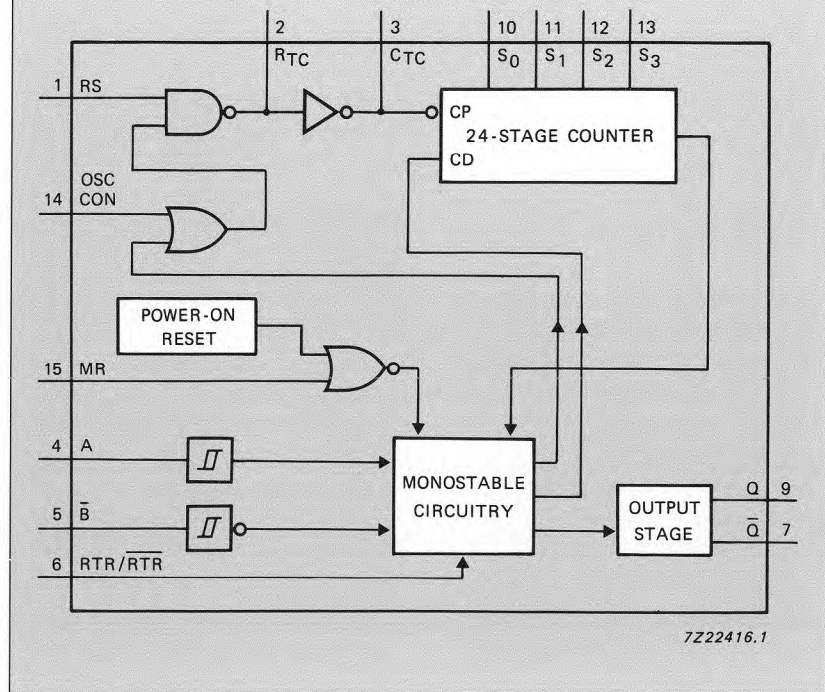 2 3 10 11 12 13
RTC CTC S0 S1 S2 S3
1 RS
CP
24-STAGE COUNTER
CD
OSC
14 CON
POWER-ON
RESET
15 MR
4 A
MONOSTABLE
CIRCUITRY
5 B̅
OUTPUT
STAGE
Q 9
Q̅ 7
6 RTR/R̅T̅R̅
7Z22416.1